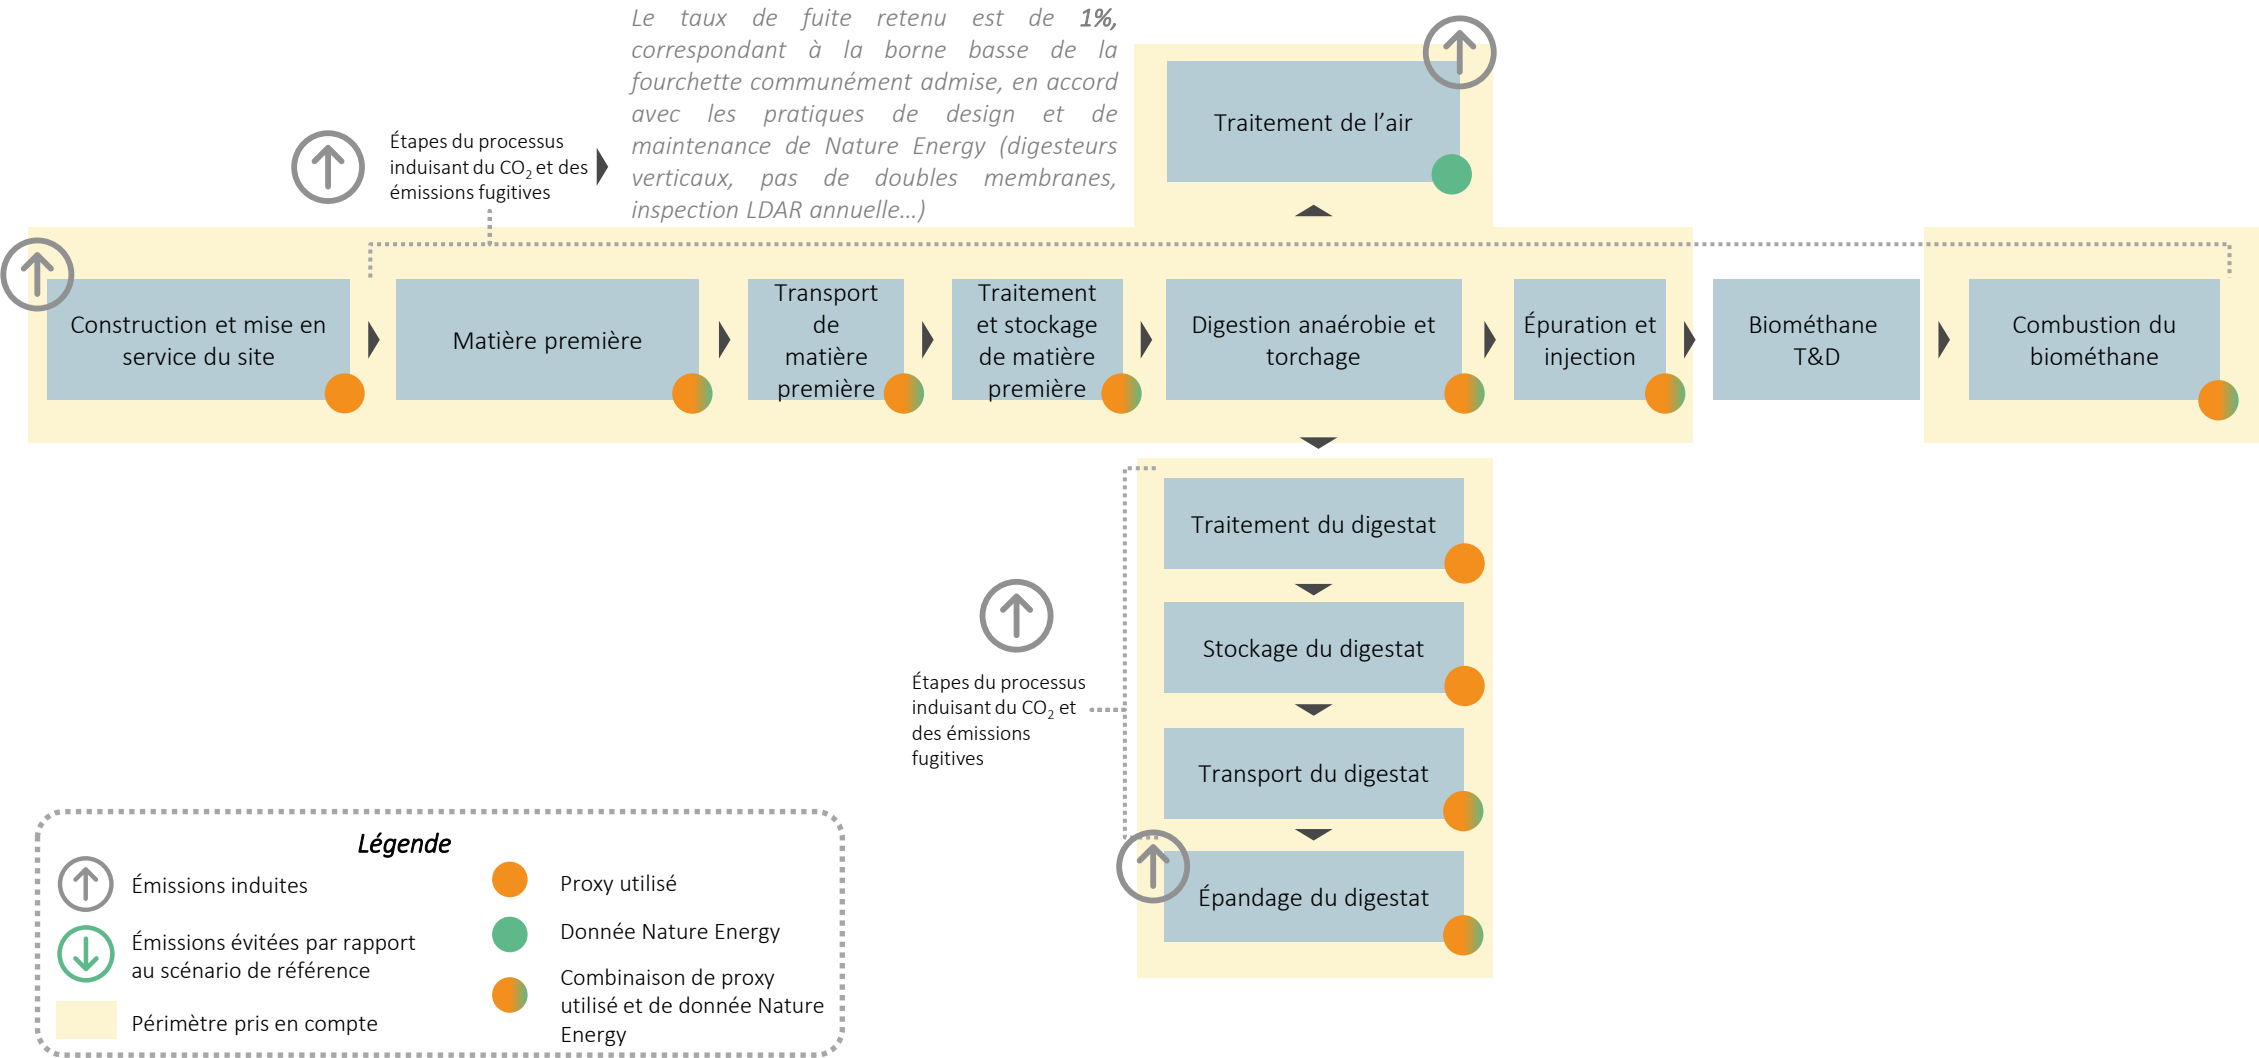 Le taux de fuite retenu est de 1%,
correspondant à la borne basse de la
fourchette communément admise, en accord
avec les pratiques de design et de
maintenance de Nature Energy (digesteurs
verticaux, pas de doubles membranes,
inspection LDAR annuelle...)
Étapes du processus
induisant du CO2 et des
émissions fugitives
Traitement de l’air
Construction et mise en
service du site
Matière première
Transport
de
matière
première
Traitement
et stockage
de matière
première
Digestion anaérobie et
torchage
Épuration et
injection
Biométhane
T&D
Combustion du
biométhane
Traitement du digestat
Stockage du digestat
Transport du digestat
Épandage du digestat
Étapes du processus
induisant du CO2 et
des émissions
fugitives
Légende
Émissions induites
Émissions évitées par rapport
au scénario de référence
Périmètre pris en compte
Proxy utilisé
Donnée Nature Energy
Combinaison de proxy
utilisé et de donnée Nature
Energy